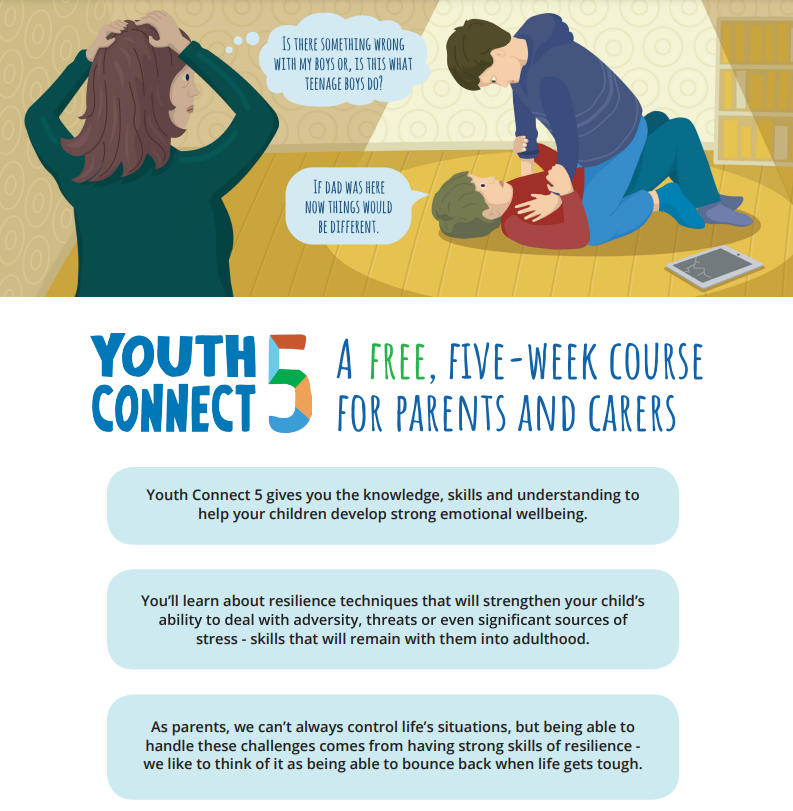 Is there something wrong
with my boys or, is this what
teenage boys do?
If dad was here
now things would
be different.
YOUTH
CONNECT 5
A FREE, FIVE-WEEK COURSE
FOR PARENTS AND CARERS
Youth Connect 5 gives you the knowledge, skills and understanding to
help your children develop strong emotional wellbeing.
You'll learn about resilience techniques that will strengthen your child's
ability to deal with adversity, threats or even significant sources of
stress - skills that will remain with them into adulthood.
As parents, we can't always control life's situations, but being able to
handle these challenges comes from having strong skills of resilience -
we like to think of it as being able to bounce back when life gets tough.